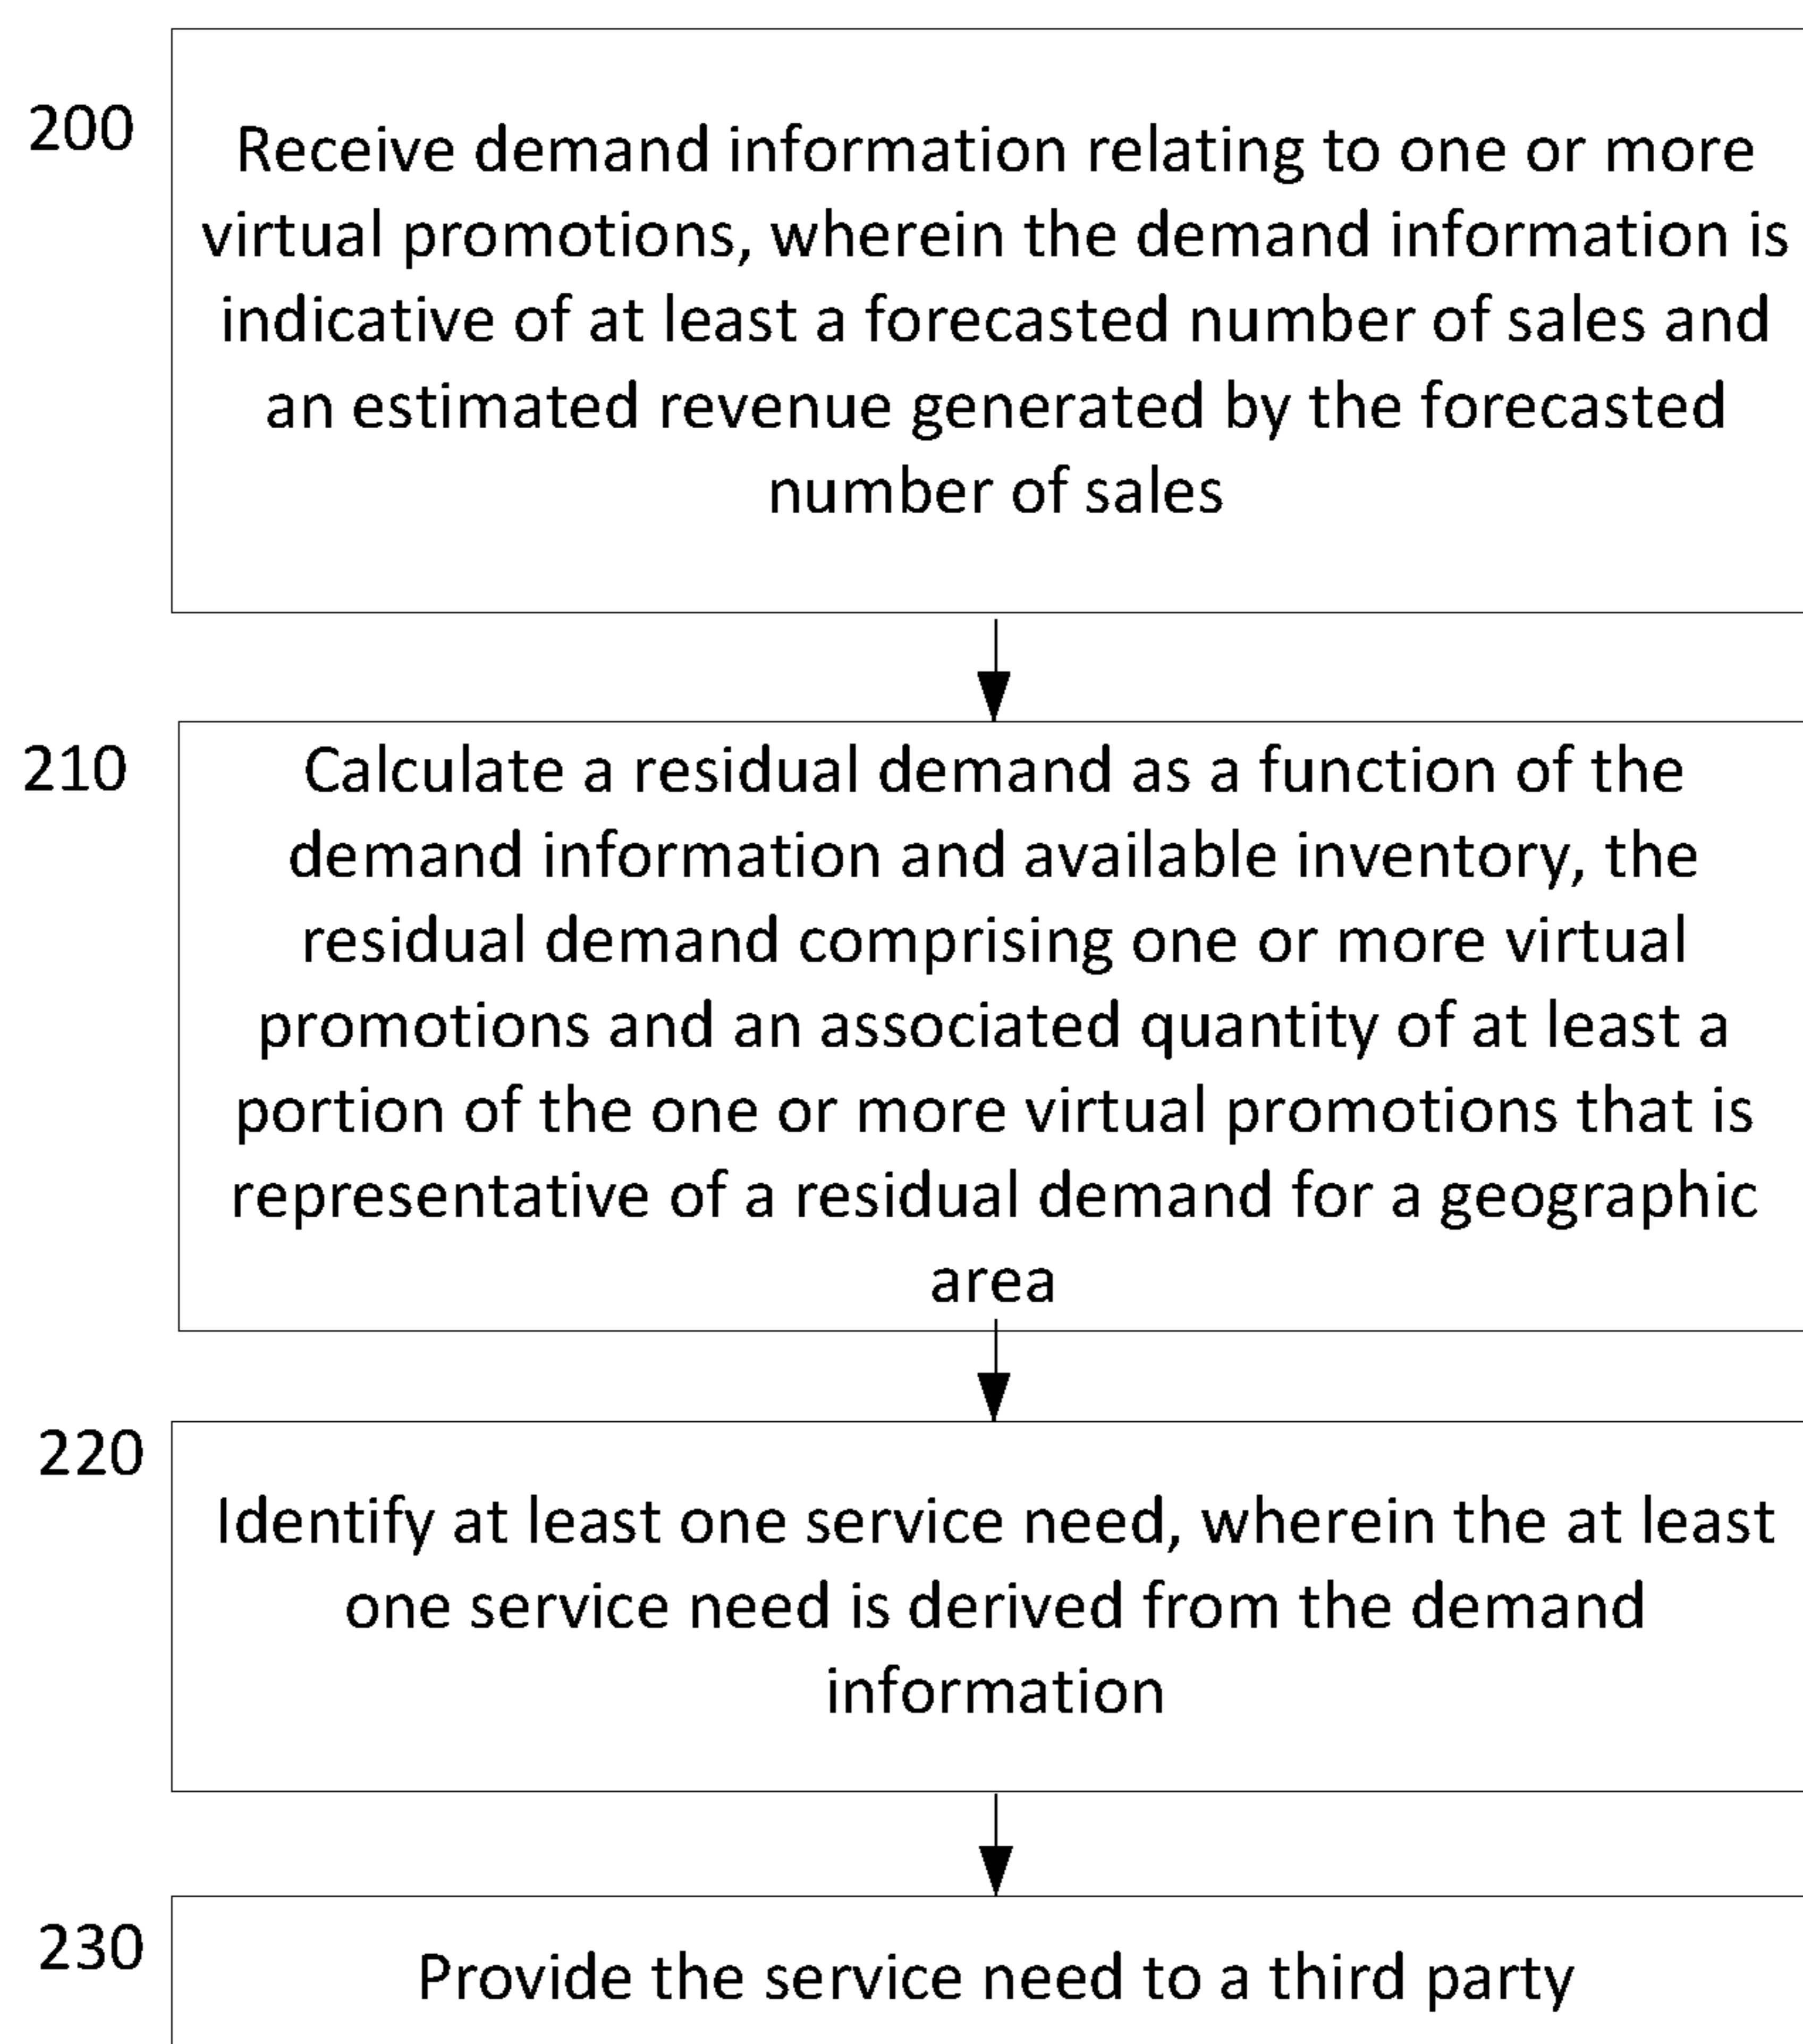 200
Receive demand information relating to one or more
virtual promotions, wherein the demand information is
indicative of at least a forecasted number of sales and
an estimated revenue generated by the forecasted
number of sales
210
Calculate a residual demand as a function of the
demand information and available inventory, the
residual demand comprising one or more virtual
promotions and an associated quantity of at least a
portion of the one or more virtual promotions that is
representative of a residual demand for a geographic
area
220
Identify at least one service need, wherein the at least
one service need is derived from the demand
information
230
Provide the service need to a third party